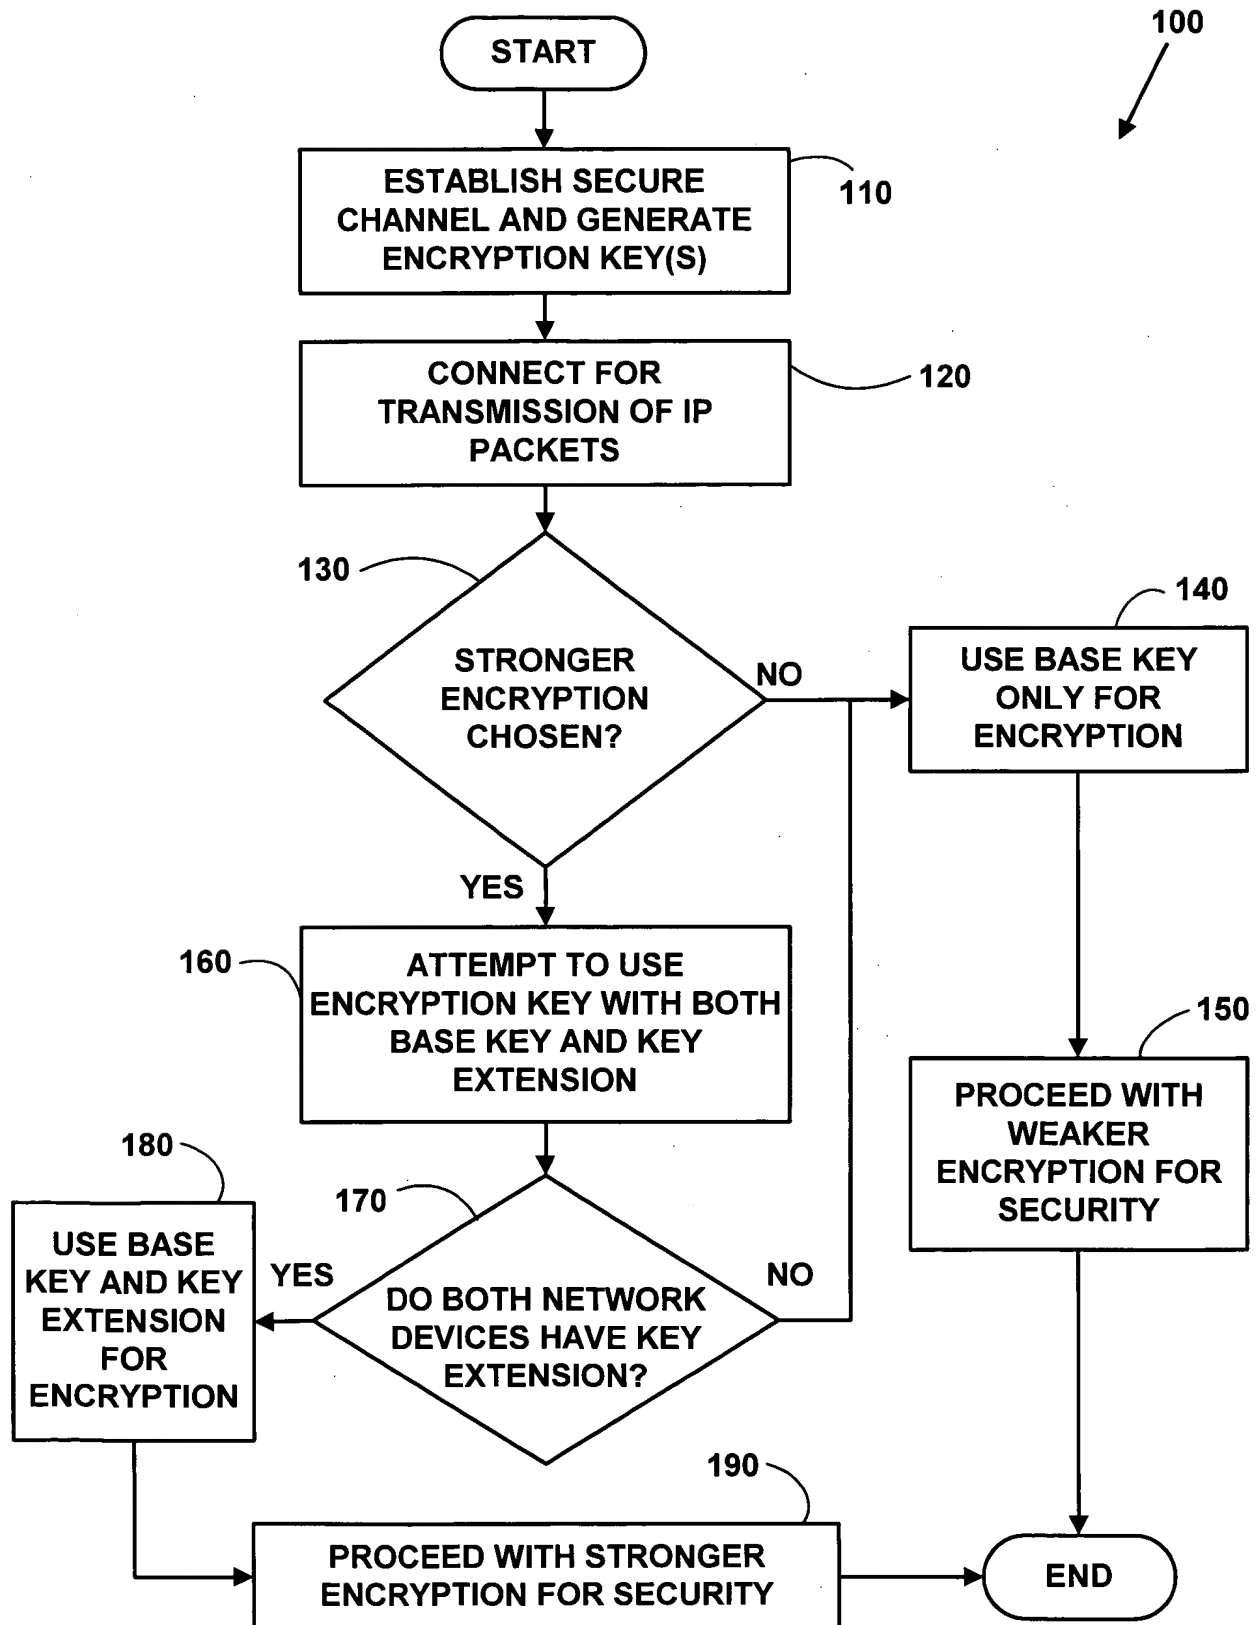 START
100
ESTABLISH SECURE
CHANNEL AND GENERATE
ENCRYPTION KEY(S)
110
CONNECT FOR
TRANSMISSION OF IP
PACKETS
120
130
STRONGER
ENCRYPTION
CHOSEN?
NO
140
USE BASE KEY
ONLY FOR
ENCRYPTION
YES
160
ATTEMPT TO USE
ENCRYPTION KEY WITH BOTH
BASE KEY AND KEY
EXTENSION
150
PROCEED WITH
WEAKER
ENCRYPTION FOR
SECURITY
180
USE BASE
KEY AND KEY
EXTENSION
FOR
ENCRYPTION
170
YES
DO BOTH NETWORK
DEVICES HAVE KEY
EXTENSION?
NO
190
PROCEED WITH STRONGER
ENCRYPTION FOR SECURITY
END